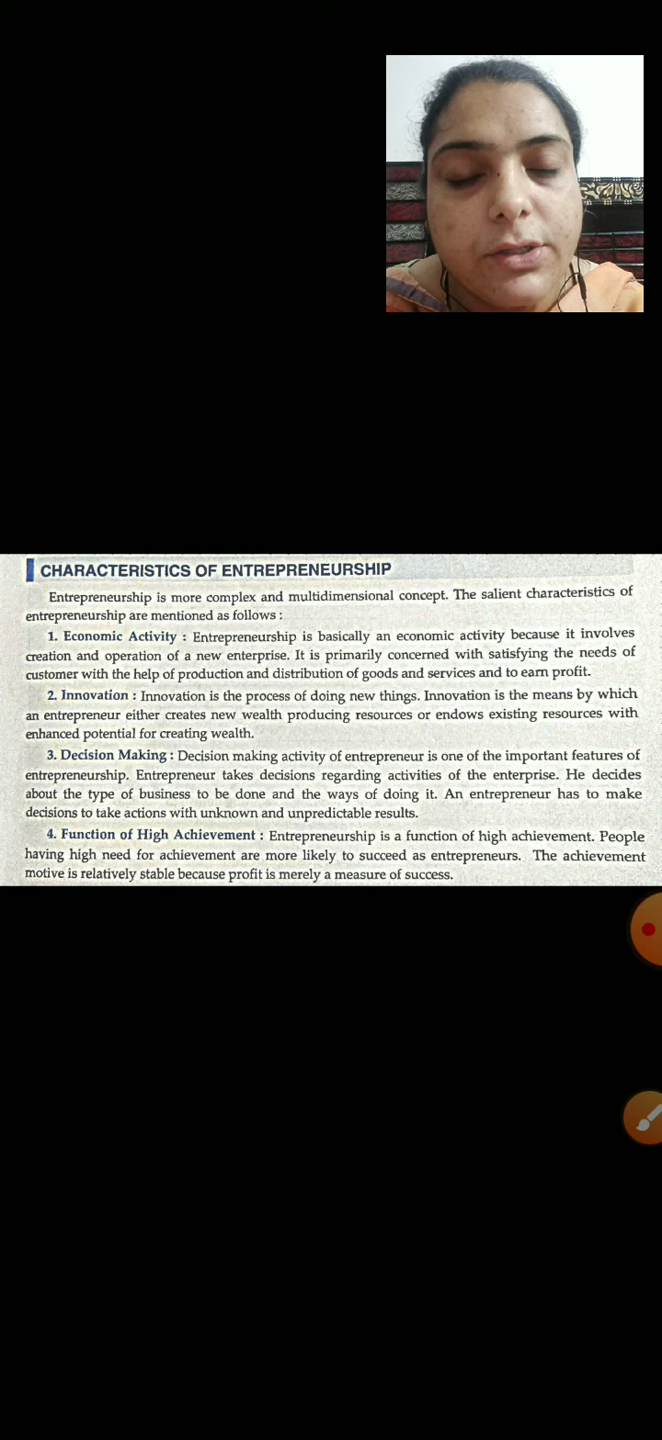 CHARACTERISTICS OF ENTREPRENEURSHIP
Entrepreneurship is more complex and multidimensional concept. The salient characteristics of
entrepreneurship are mentioned as follows :
1. Economic Activity : Entrepreneurship is basically an economic activity because it involves
creation and operation of a new enterprise. It is primarily concerned with satisfying the needs of
customer with the help of production and distribution of goods and services and to earn profit.
2. Innovation : Innovation is the process of doing new things. Innovation is the means by which
an entrepreneur either creates new wealth producing resources or endows existing resources with
enhanced potential for creating wealth.
3. Decision Making : Decision making activity of entrepreneur is one of the important features of
entrepreneurship. Entrepreneur takes decisions regarding activities of the enterprise. He decides
about the type of business to be done and the ways of doing it. An entrepreneur has to make
decisions to take actions with unknown and unpredictable results.
4. Function of High Achievement : Entrepreneurship is a function of high achievement. People
having high need for achievement are more likely to succeed as entrepreneurs. The achievement
motive is relatively stable because profit is merely a measure of success.